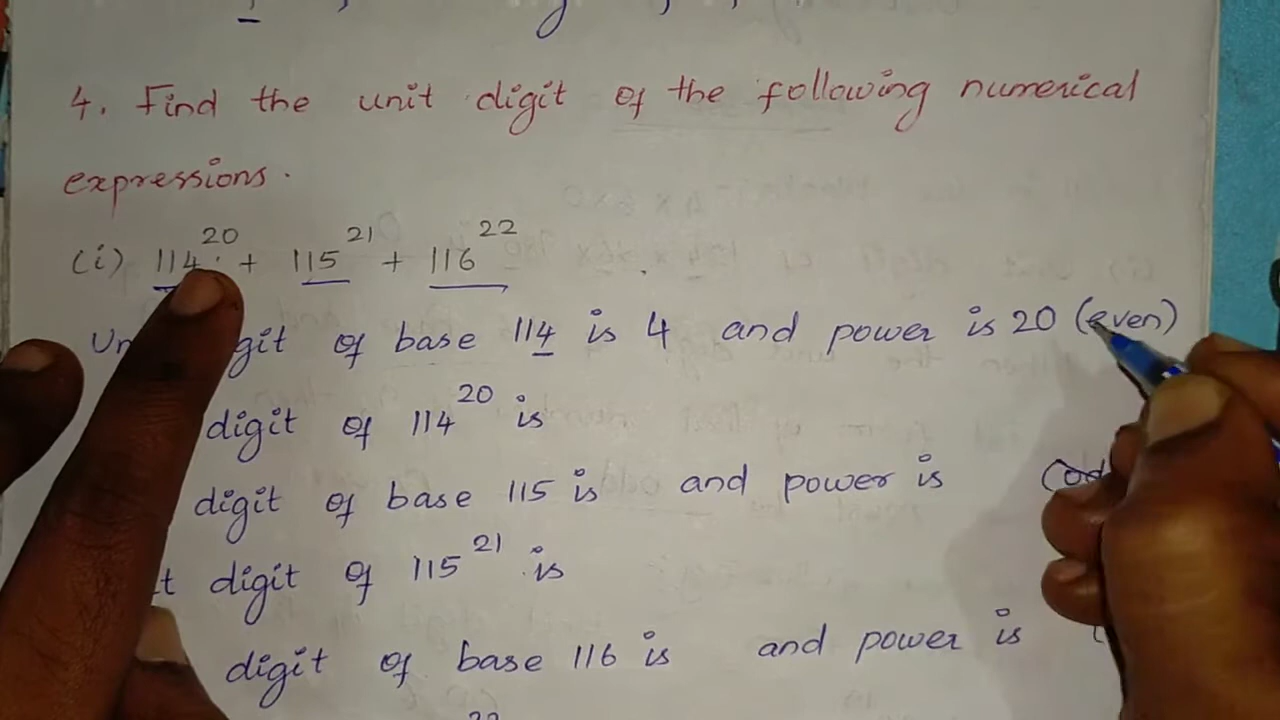 4. Find the unit digit of the following numerical
expressions.
(i) 114^20 + 115^21 + 116^22
digit of base 114 is 4 and power is 20 (even)
digit of 114^20 is
digit of base 115 is and power is
digit of 115^21 is
digit of base 116 is and power is
22